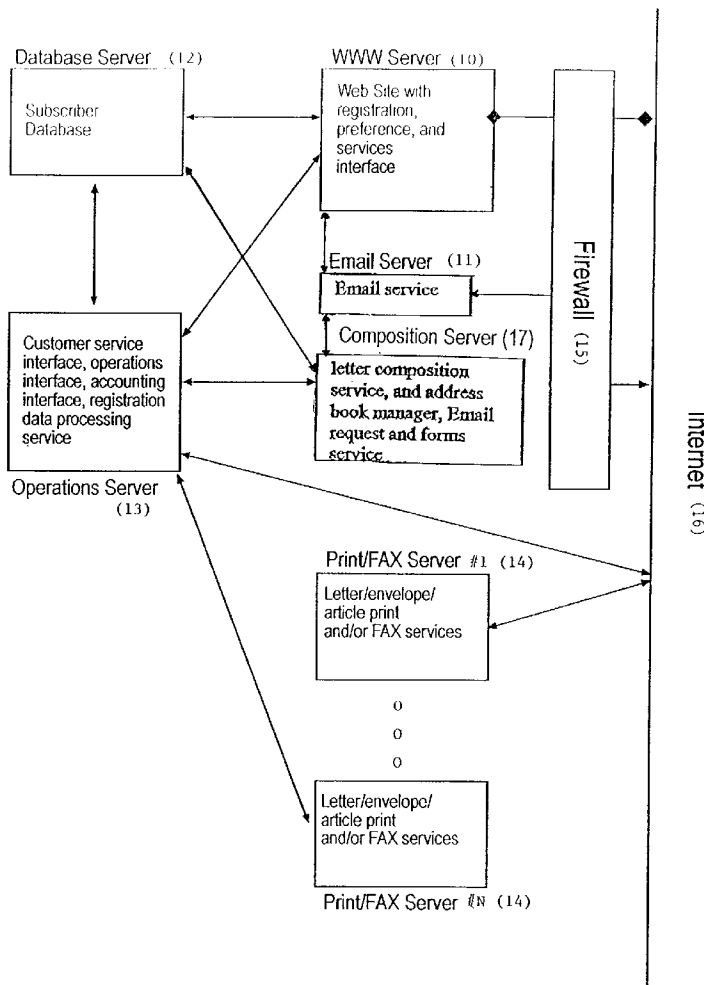 Database Server (12)
Subscriber
Database
WWW Server (10)
Web Site with
registration,
preference, and
services
interface
Firewall (15)
Internet (16)
Email Server (11)
Email service
Composition Server (17)
letter composition
service, and address
book manager, Email
request and forms
service
Customer service
interface, operations
interface, accounting
interface, registration
data processing
service
Operations Server
(13)
Print/FAX Server #1 (14)
Letter/envelope/
article print
and/or FAX services
o
o
o
Letter/envelope/
article print
and/or FAX services
Print/FAX Server #N (14)